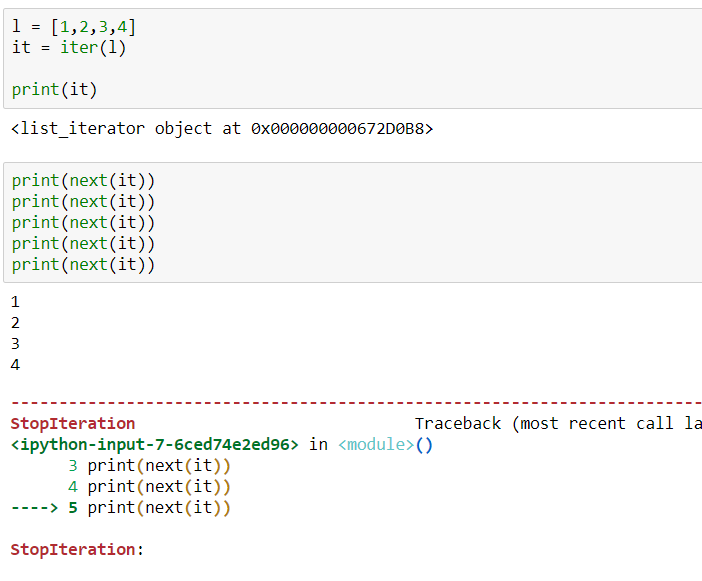 l = [1,2,3,4]
it = iter(l)
print(it)
<list_iterator object at 0x000000000672D0B8>
print(next(it))
print(next(it))
print(next(it))
print(next(it))
print(next(it))
1
2
3
4
---------------------------------------------------------------------------
StopIteration                             Traceback (most recent call la
<ipython-input-7-6ced74e2ed96> in <module>()
      3 print(next(it))
      4 print(next(it))
----> 5 print(next(it))
StopIteration: